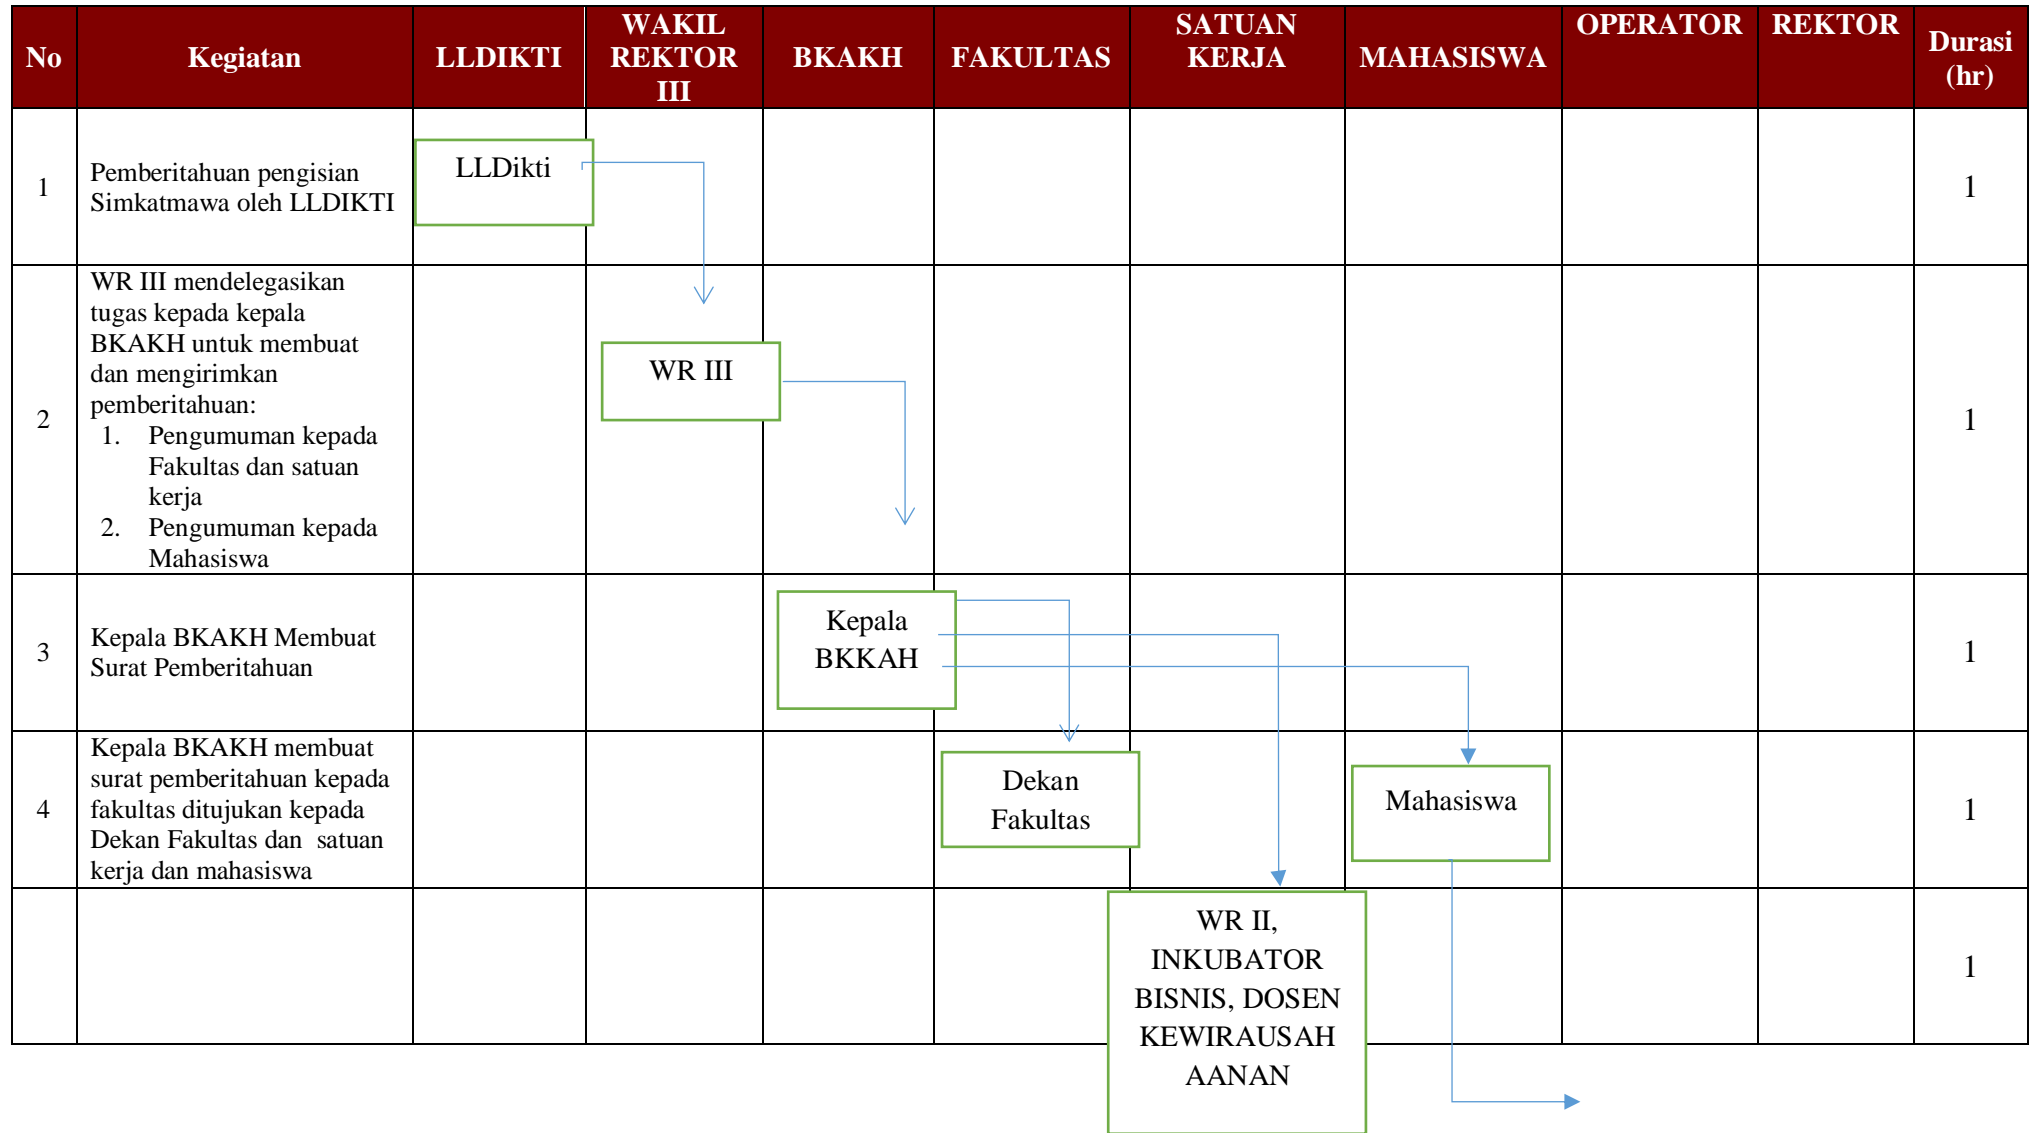 No
Kegiatan
LLDIKTI
WAKIL
REKTOR
III
BKAKH
FAKULTAS
SATUAN
KERJA
MAHASISWA
OPERATOR
REKTOR
Durasi
(hr)
1
Pemberitahuan pengisian
Simkatmawa oleh LLDIKTI
LLDikti
1
2
WR III mendelegasikan
tugas kepada kepala
BKAKH untuk membuat
dan mengirimkan
pemberitahuan:
1. Pengumuman kepada
Fakultas dan satuan
kerja
2. Pengumuman kepada
Mahasiswa
WR III
1
3
Kepala BKAKH Membuat
Surat Pemberitahuan
Kepala
BKKAH
1
4
Kepala BKAKH membuat
surat pemberitahuan kepada
fakultas ditujukan kepada
Dekan Fakultas dan satuan
kerja dan mahasiswa
Dekan
Fakultas
Mahasiswa
1
WR II,
INKUBATOR
BISNIS, DOSEN
KEWIRAUSAH
AANAN
1